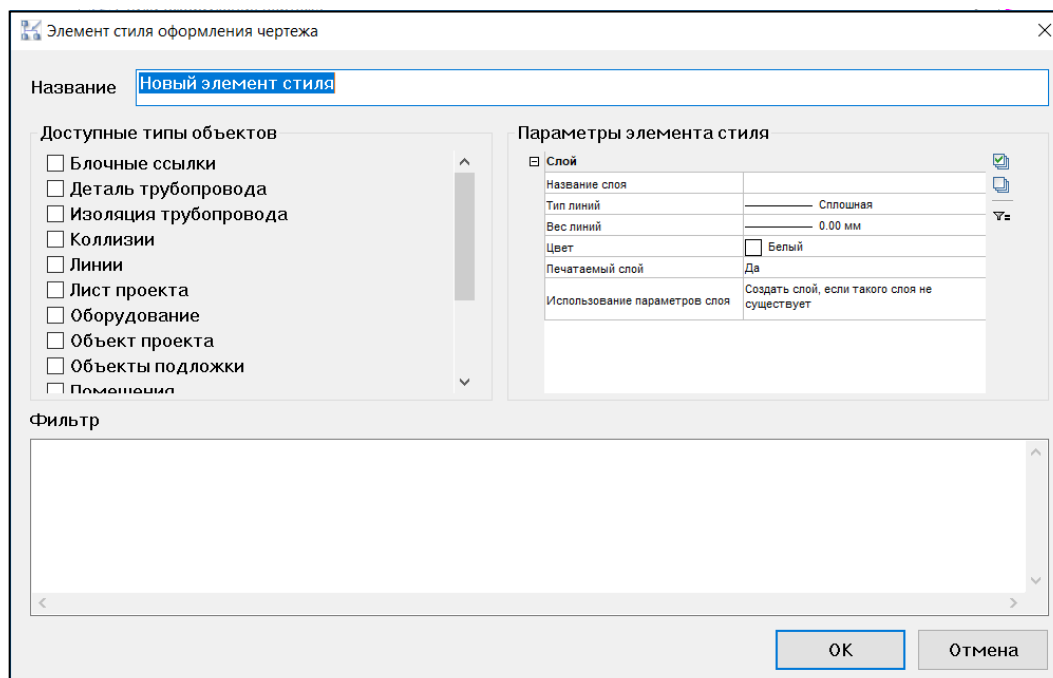 Элемент стиля оформления чертежа
Название
Новый элемент стиля
Доступные типы объектов
Блочные ссылки
Деталь трубопровода
Изоляция трубопровода
Коллизии
Линии
Лист проекта
Оборудование
Объект проекта
Объекты подложки
Помещения
Параметры элемента стиля
Слой
Название слоя
Тип линий Сплошная
Вес линий 0.00 мм
Цвет Белый
Печатаемый слой Да
Использование параметров слоя Создать слой, если такого слоя не
существует
Фильтр
OK Отмена